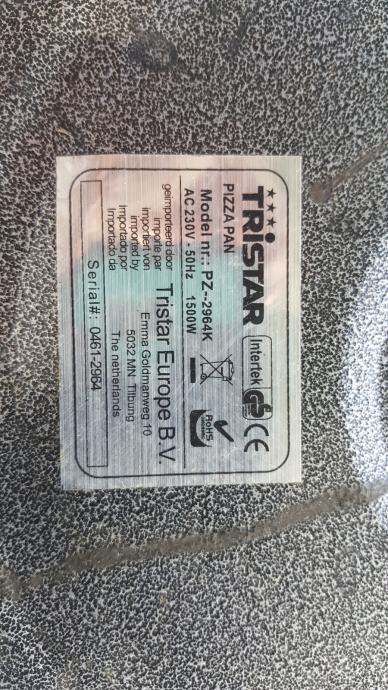 TRISTAR
Intertek GS CE
PIZZA PAN
Model nr.: PZ--2964K
AC 230V - 50Hz 1500W
RoHS
geïmporteerd door
importe par
importiert von
imported by
Importado por
Importado da
Tristar Europe B.V.
Emma Goldmanweg 10
5032 MN, Tilburg
The netherlands
Serial#: 0461-2964